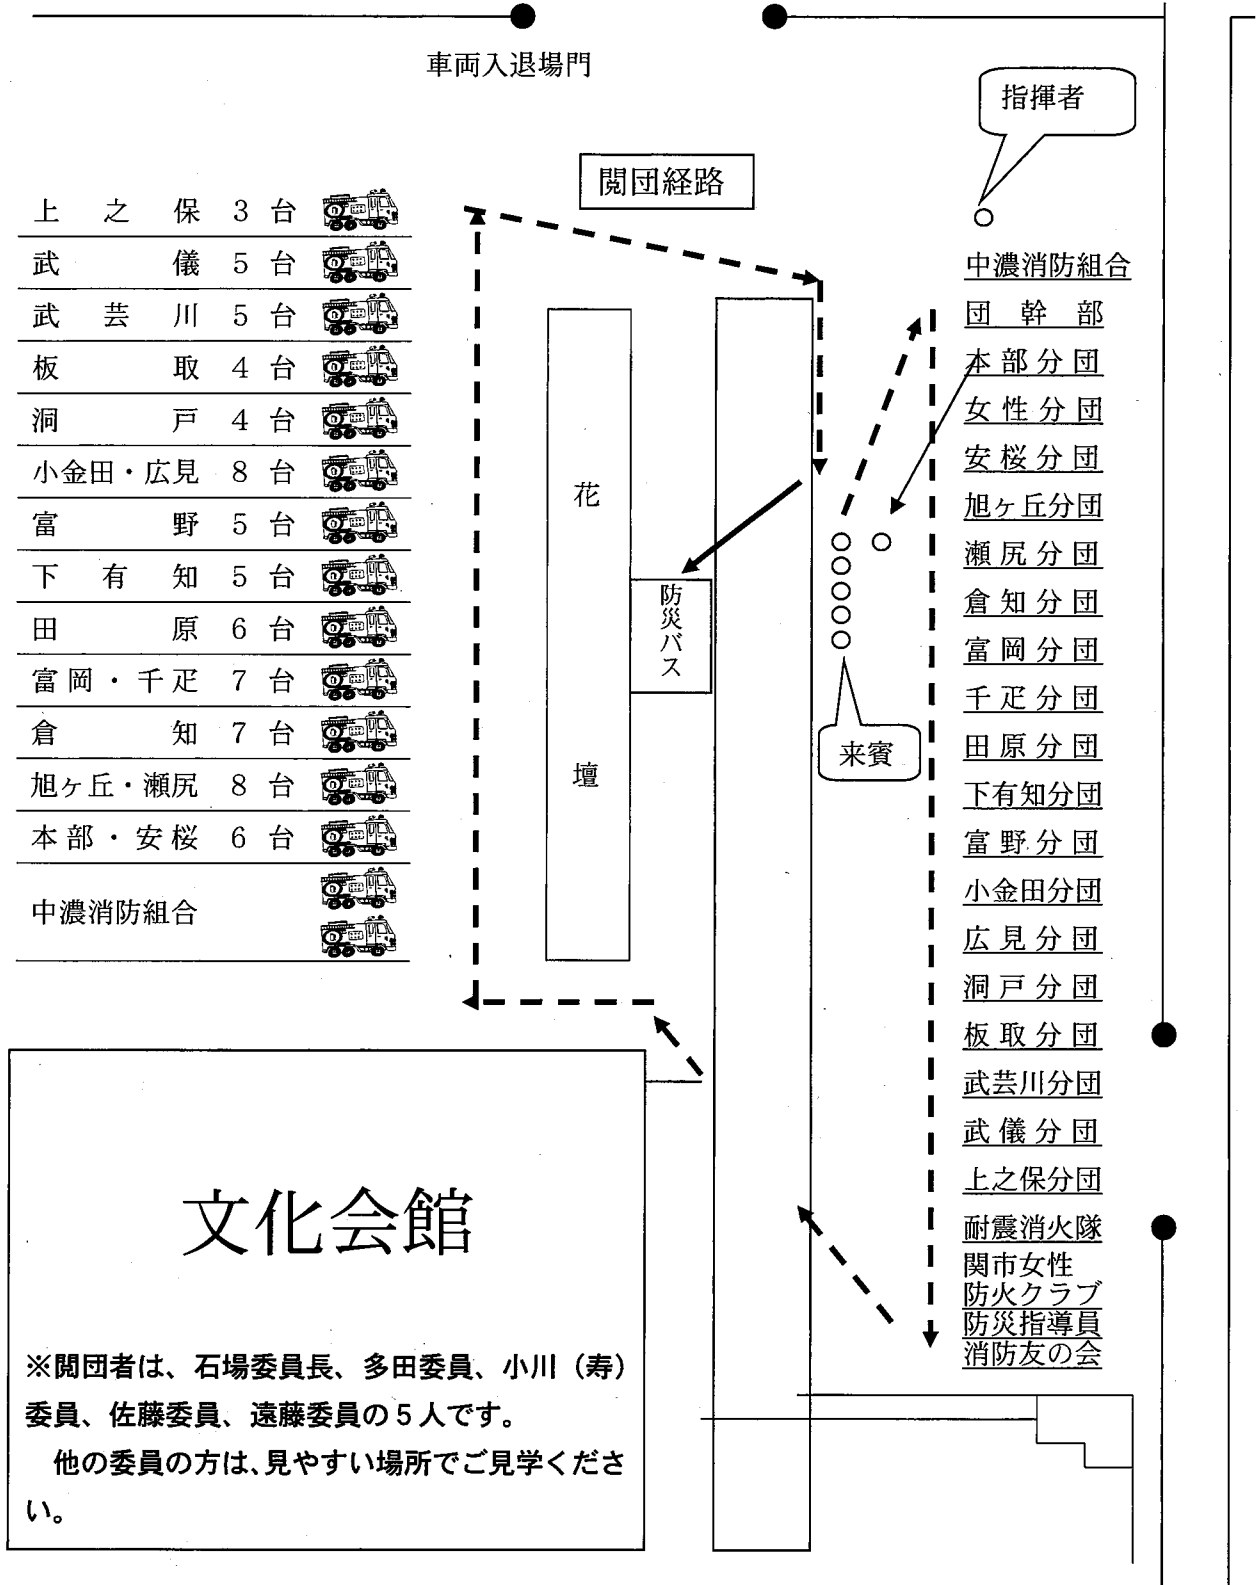 車両入退場門
指揮者
閲団経路
上之保 3台
武儀 5台
武芸川 5台
板取 4台
洞戸 4台
小金田・広見 8台
富野 5台
下有知 5台
田原 6台
富岡・千疋 7台
倉知 7台
旭ヶ丘・瀬尻 8台
本部・安桜 6台
中濃消防組合
花壇
防災バス
来賓
中濃消防組合
団幹部
本部分団
女性分団
安桜分団
旭ヶ丘分団
瀬尻分団
倉知分団
富岡分団
千疋分団
田原分団
下有知分団
富野分団
小金田分団
広見分団
洞戸分団
板取分団
武芸川分団
武儀分団
上之保分団
耐震消火隊
関市女性
防火クラブ
防災指導員
消防友の会
文化会館
※閲団者は、石場委員長、多田委員、小川（寿）
委員、佐藤委員、遠藤委員の5人です。
他の委員の方は、見やすい場所でご見学くださ
い。